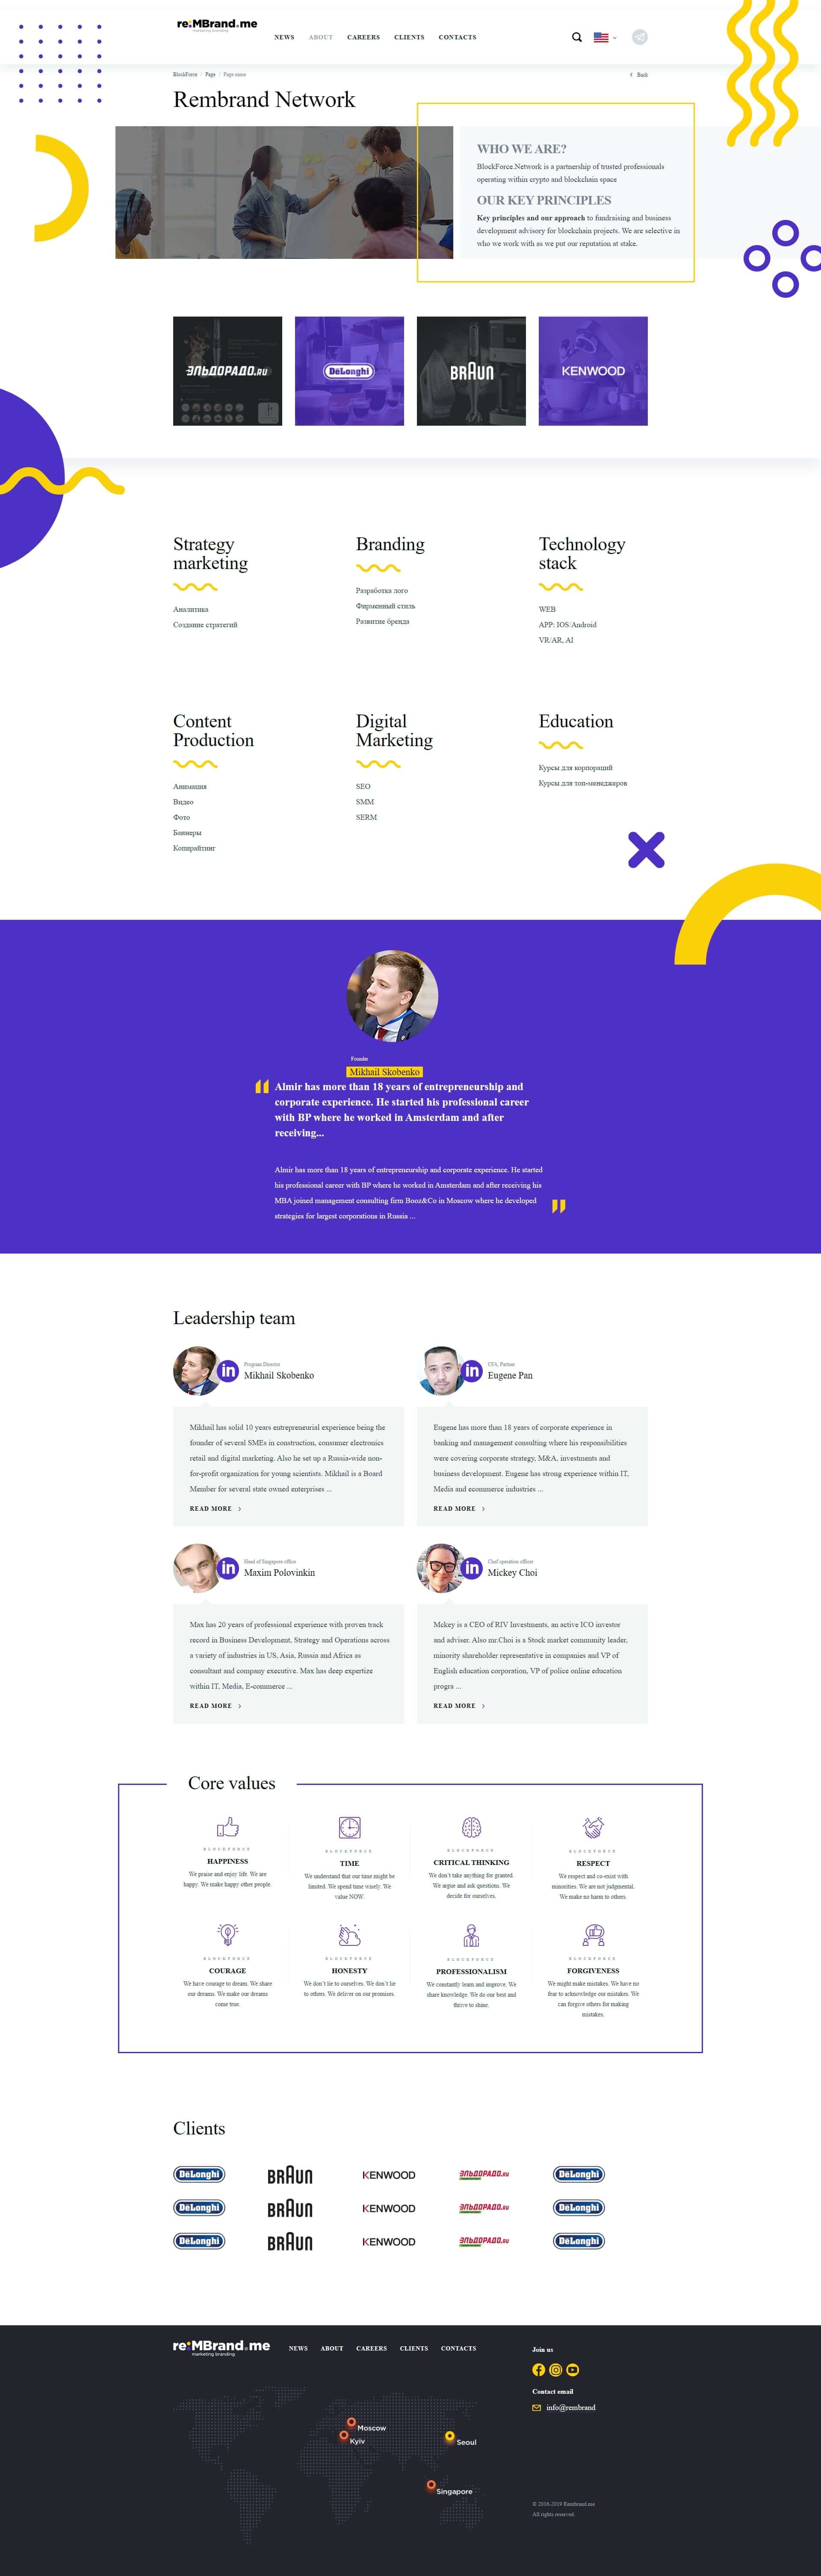 re:MBrand.me
marketing branding
NEWS ABOUT CAREERS CLIENTS CONTACTS
BlockForce / Page / Page name
Back
Rembrand Network
WHO WE ARE?
BlockForce.Network is a partnership of trusted professionals
operating within crypto and blockchain space
OUR KEY PRINCIPLES
Key principles and our approach to fundraising and business
development advisory for blockchain projects. We are selective in
who we work with as we put our reputation at stake.
ЭЛЬДОРАДО.RU
DeLonghi
BRAUN
KENWOOD
Strategy
marketing
Аналитика
Создание стратегий
Branding
Разработка лого
Фирменный стиль
Развитие бренда
Technology
stack
WEB
APP: IOS/Android
VR/AR, AI
Content
Production
Анимация
Видео
Фото
Баннеры
Копирайтинг
Digital
Marketing
SEO
SMM
SERM
Education
Курсы для корпораций
Курсы для топ-менеджеров
Founder
Mikhail Skobenko
Almir has more than 18 years of entrepreneurship and
corporate experience. He started his professional career
with BP where he worked in Amsterdam and after
receiving...
Almir has more than 18 years of entrepreneurship and corporate experience. He started
his professional career with BP where he worked in Amsterdam and after receiving his
MBA joined management consulting firm Booz&Co in Moscow where he developed
strategies for largest corporations in Russia ...
Leadership team
in
Program Director
Mikhail Skobenko
Mikhail has solid 10 years entrepreneurial experience being the
founder of several SMEs in construction, consumer electronics
retail and digital marketing. Also he set up a Russia-wide non-
for-profit organization for young scientists. Mikhail is a Board
Member for several state owned enterprises ...
READ MORE
in
CFA, Partner
Eugene Pan
Eugene has more than 18 years of corporate experience in
banking and management consulting where his responsibilities
were covering corporate strategy, M&A, investments and
business development. Eugene has strong experience within IT,
Media and ecommerce industries ...
READ MORE
in
Head of Singapore office
Maxim Polovinkin
Max has 20 years of professional experience with proven track
record in Business Development, Strategy and Operations across
a variety of industries in US, Asia, Russia and Africa as
consultant and company executive. Max has deep expertize
within IT, Media, E-commerce ...
READ MORE
in
Chef operation officer
Mickey Choi
Mckey is a CEO of RIV Investments, an active ICO investor
and adviser. Also mr.Choi is a Stock market community leader,
minority shareholder representative in companies and VP of
English education corporation, VP of police online education
progra ...
READ MORE
Core values
BLOCKFORCE
HAPPINESS
We praise and enjoy life. We are
happy. We make happy other people.
BLOCKFORCE
TIME
We understand that our time might be
limited. We spend time wisely. We
value NOW.
BLOCKFORCE
CRITICAL THINKING
We don't take anything for granted.
We argue and ask questions. We
decide for ourselves.
BLOCKFORCE
RESPECT
We respect and co-exist with
minorities. We are not judgmental.
We make no harm to others.
BLOCKFORCE
COURAGE
We have courage to dream. We share
our dreams. We make our dreams
come true.
BLOCKFORCE
HONESTY
We don't lie to ourselves. We don't lie
to others. We deliver on our promises.
BLOCKFORCE
PROFESSIONALISM
We constantly learn and improve. We
share knowledge. We do our best and
thrive to shine.
BLOCKFORCE
FORGIVENESS
We might make mistakes. We have no
fear to acknowledge our mistakes. We
can forgive others for making
mistakes.
Clients
DeLonghi BRAUN KENWOOD ЭЛЬДОРАДО.RU DeLonghi
DeLonghi BRAUN KENWOOD ЭЛЬДОРАДО.RU DeLonghi
DeLonghi BRAUN KENWOOD ЭЛЬДОРАДО.RU DeLonghi
re:MBrand.me
marketing branding
NEWS ABOUT CAREERS CLIENTS CONTACTS
Join us
Contact email
info@rembrand
Moscow
Kyiv
Seoul
Singapore
© 2016-2019 Rembrand.me
All rights reserved.